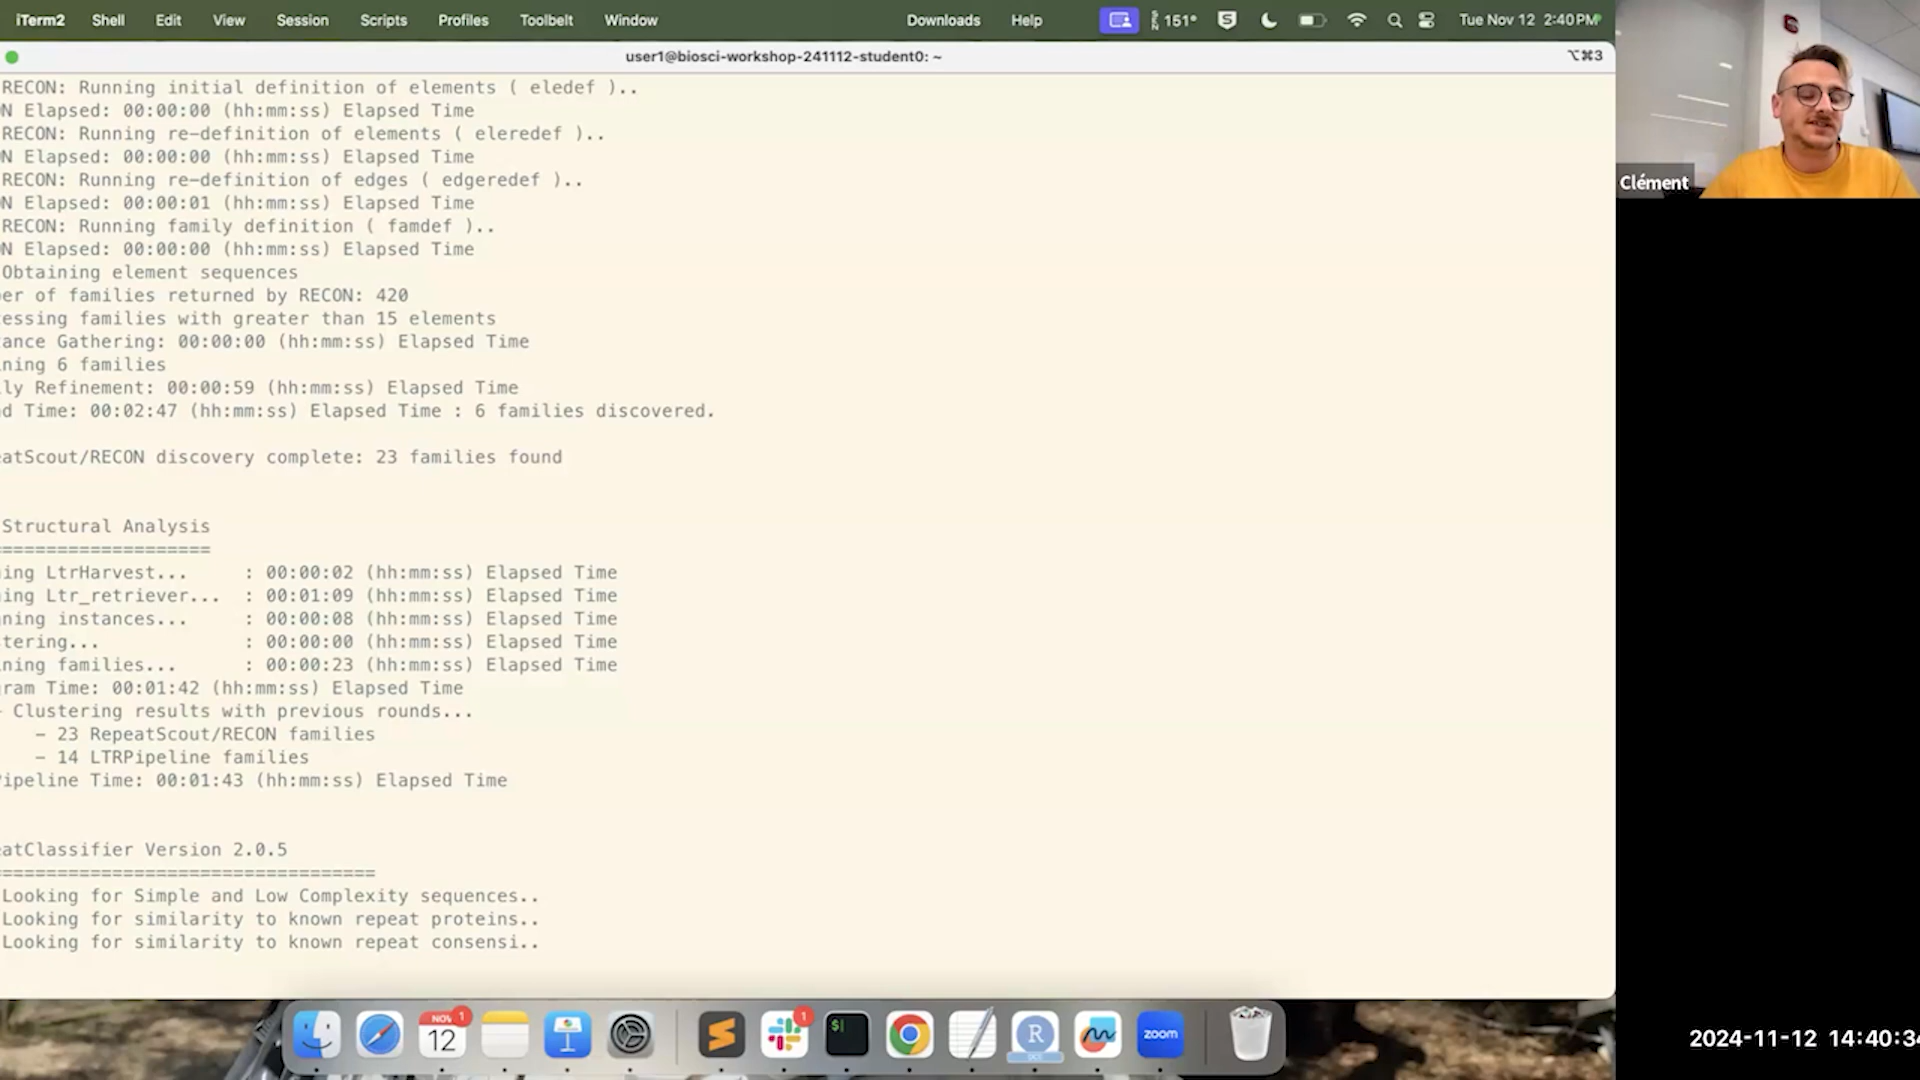 iTerm2 Shell Edit View Session Scripts Profiles Toolbelt Window Downloads Help 151° Tue Nov 12 2:40 PM
user1@biosci-workshop-241112-student0: ~ ⌥⌘3
RECON: Running initial definition of elements ( eledef )..
N Elapsed: 00:00:00 (hh:mm:ss) Elapsed Time
RECON: Running re-definition of elements ( eleredef )..
N Elapsed: 00:00:00 (hh:mm:ss) Elapsed Time
RECON: Running re-definition of edges ( edgeredef )..
N Elapsed: 00:00:01 (hh:mm:ss) Elapsed Time
RECON: Running family definition ( famdef )..
N Elapsed: 00:00:00 (hh:mm:ss) Elapsed Time
Obtaining element sequences
er of families returned by RECON: 420
essing families with greater than 15 elements
ance Gathering: 00:00:00 (hh:mm:ss) Elapsed Time
ning 6 families
ly Refinement: 00:00:59 (hh:mm:ss) Elapsed Time
d Time: 00:02:47 (hh:mm:ss) Elapsed Time : 6 families discovered.
eatScout/RECON discovery complete: 23 families found
Structural Analysis
===================
ing LtrHarvest... : 00:00:02 (hh:mm:ss) Elapsed Time
ing Ltr_retriever... : 00:01:09 (hh:mm:ss) Elapsed Time
ning instances... : 00:00:08 (hh:mm:ss) Elapsed Time
tering... : 00:00:00 (hh:mm:ss) Elapsed Time
ning families... : 00:00:23 (hh:mm:ss) Elapsed Time
ram Time: 00:01:42 (hh:mm:ss) Elapsed Time
- Clustering results with previous rounds...
- 23 RepeatScout/RECON families
- 14 LTRPipeline families
ipeline Time: 00:01:43 (hh:mm:ss) Elapsed Time
eatClassifier Version 2.0.5
==================================
Looking for Simple and Low Complexity sequences..
Looking for similarity to known repeat proteins..
Looking for similarity to known repeat consensi..
Clément
NOV 12 1
1
$
R
zoom
2024-11-12 14:40:34